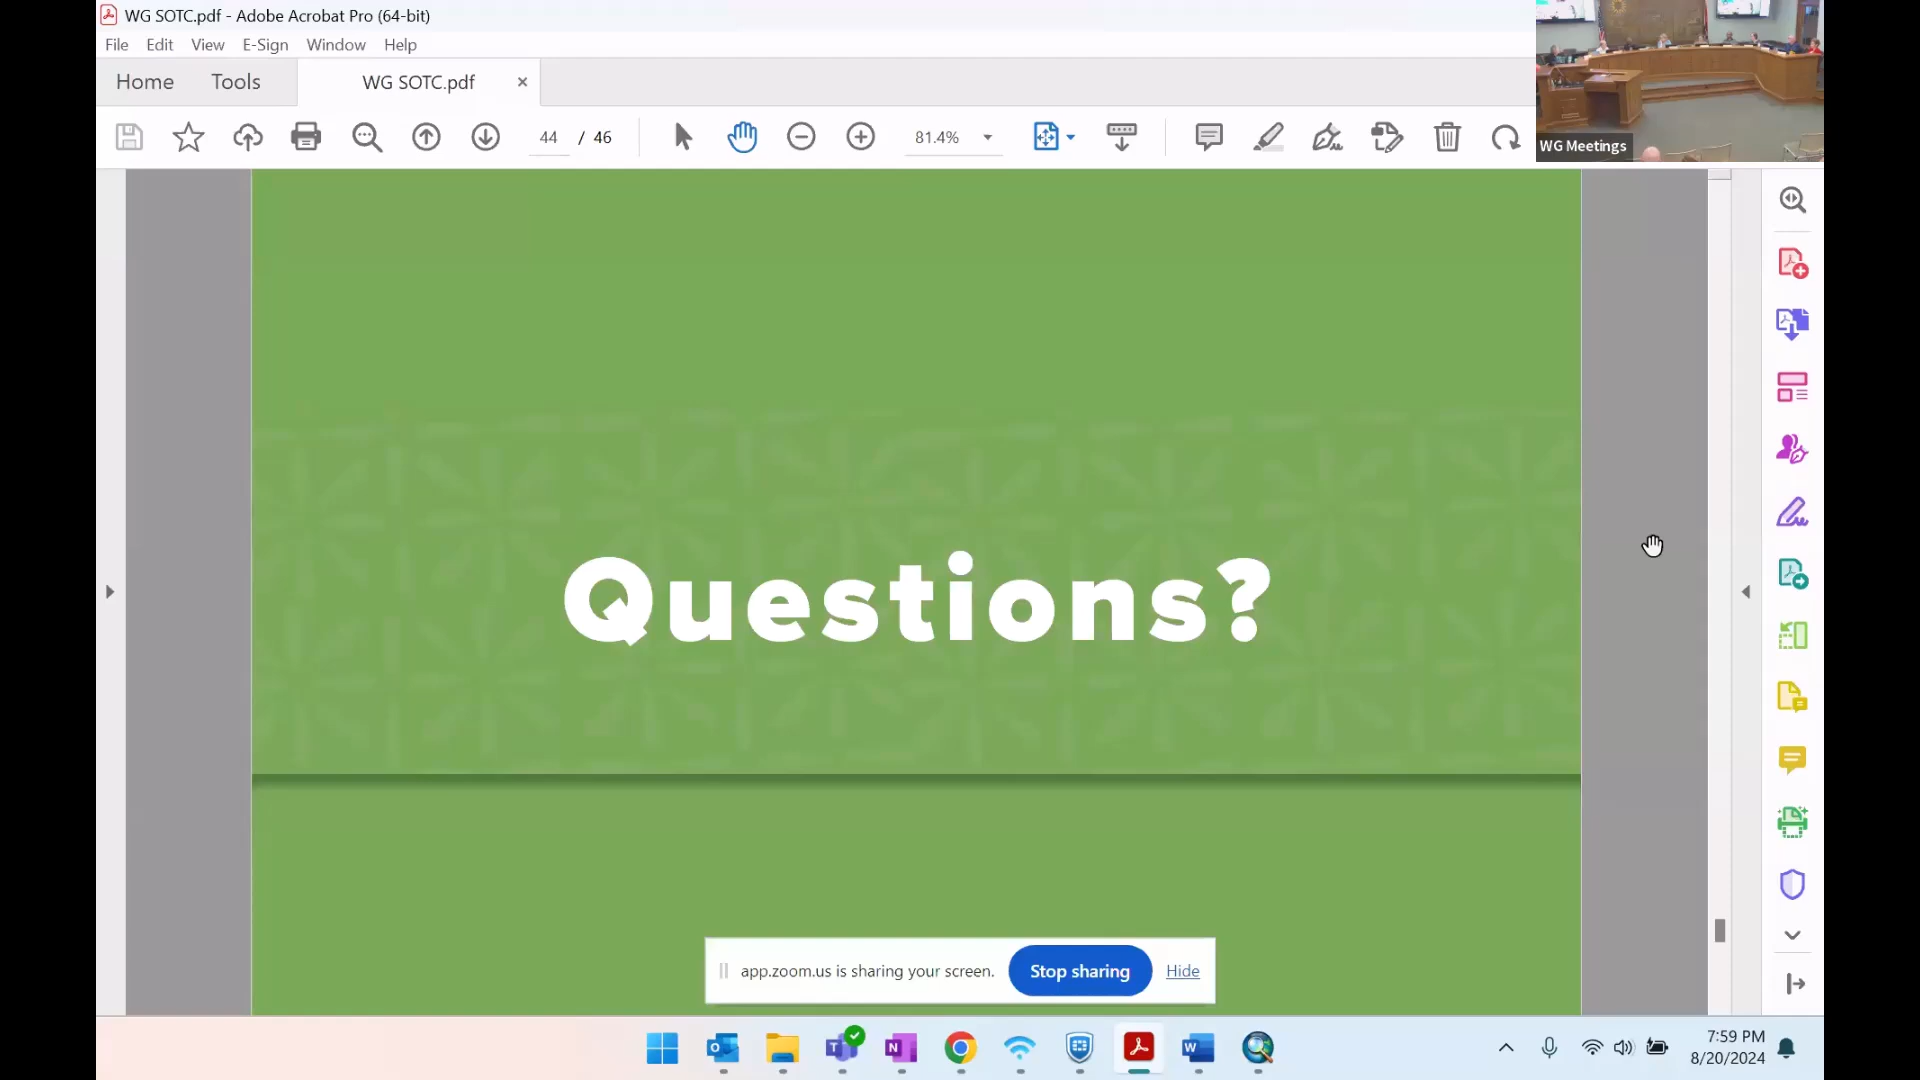 WG SOTC.pdf - Adobe Acrobat Pro (64-bit)
File Edit View E-Sign Window Help
Home Tools WG SOTC.pdf ×
44 / 46 81.4%
WG Meetings
Questions?
app.zoom.us is sharing your screen. Stop sharing Hide
7:59 PM
8/20/2024